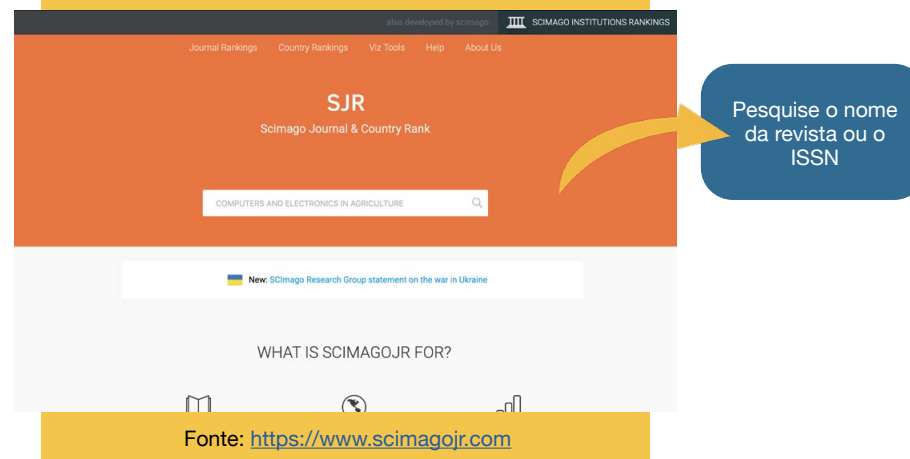 also developed by scimago:
SCIMAGO INSTITUTIONS RANKINGS
Journal Rankings Country Rankings Viz Tools Help About Us
SJR
Scimago Journal & Country Rank
Pesquise o nome
da revista ou o
ISSN
COMPUTERS AND ELECTRONICS IN AGRICULTURE
New: SCImago Research Group statement on the war in Ukraine
WHAT IS SCIMAGOJR FOR?
Fonte: https://www.scimagojr.com